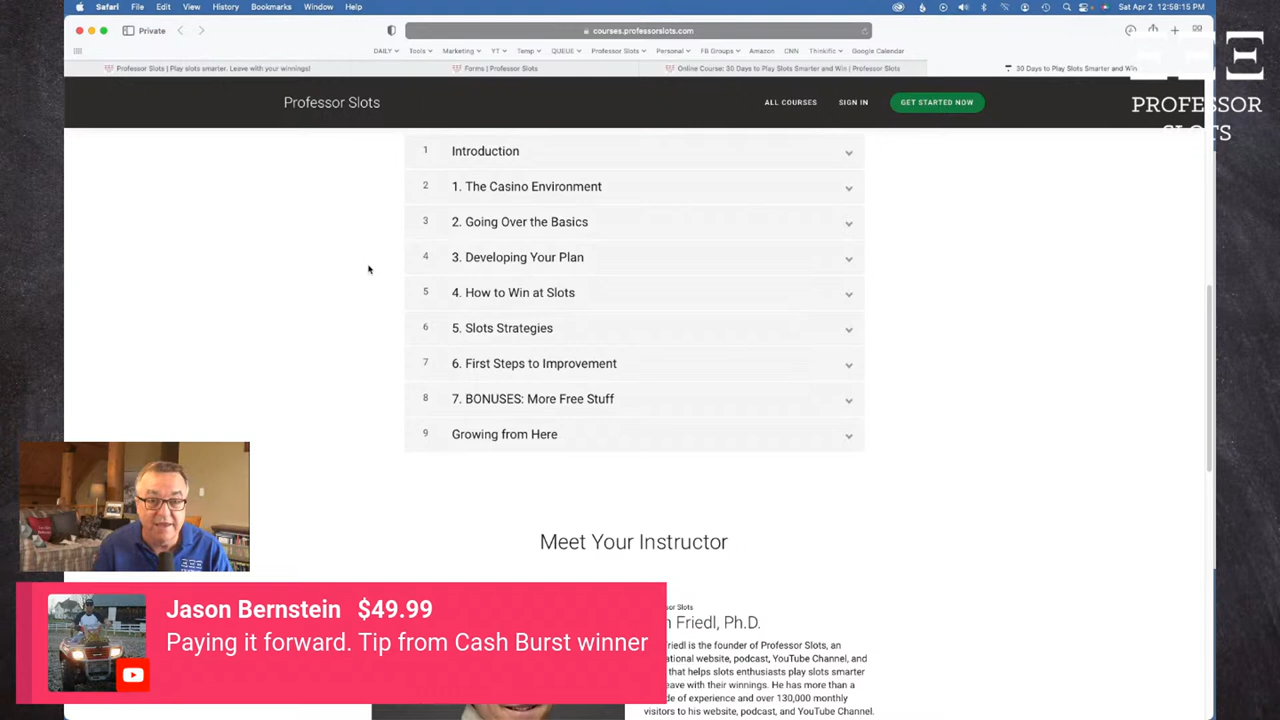 Safari File Edit View History Bookmarks Window Help
Sat Apr 2 12:58:15 PM
Private
courses.professorslots.com
DAILY Tools Marketing YT Temp QUEUE Professor Slots Personal FB Groups Amazon CNN Thinkific Google Calendar
Professor Slots | Play slots smarter. Leave with your winnings!
Forms | Professor Slots
Online Course: 30 Days to Play Slots Smarter and Win | Professor Slots
30 Days to Play Slots Smarter and Win
Professor Slots
ALL COURSES
SIGN IN
GET STARTED NOW
PROFESSOR
SLOTS
1 Introduction
2 1. The Casino Environment
3 2. Going Over the Basics
4 3. Developing Your Plan
5 4. How to Win at Slots
6 5. Slots Strategies
7 6. First Steps to Improvement
8 7. BONUSES: More Free Stuff
9 Growing from Here
Meet Your Instructor
Slots
Friedl, Ph.D.
Friedl is the founder of Professor Slots, an
website, podcast, YouTube Channel, and
that helps slots enthusiasts play slots smarter
with their winnings. He has more than a
of experience and over 130,000 monthly
visitors to his website, podcast, and YouTube Channel.
Jason Bernstein $49.99
Paying it forward. Tip from Cash Burst winner